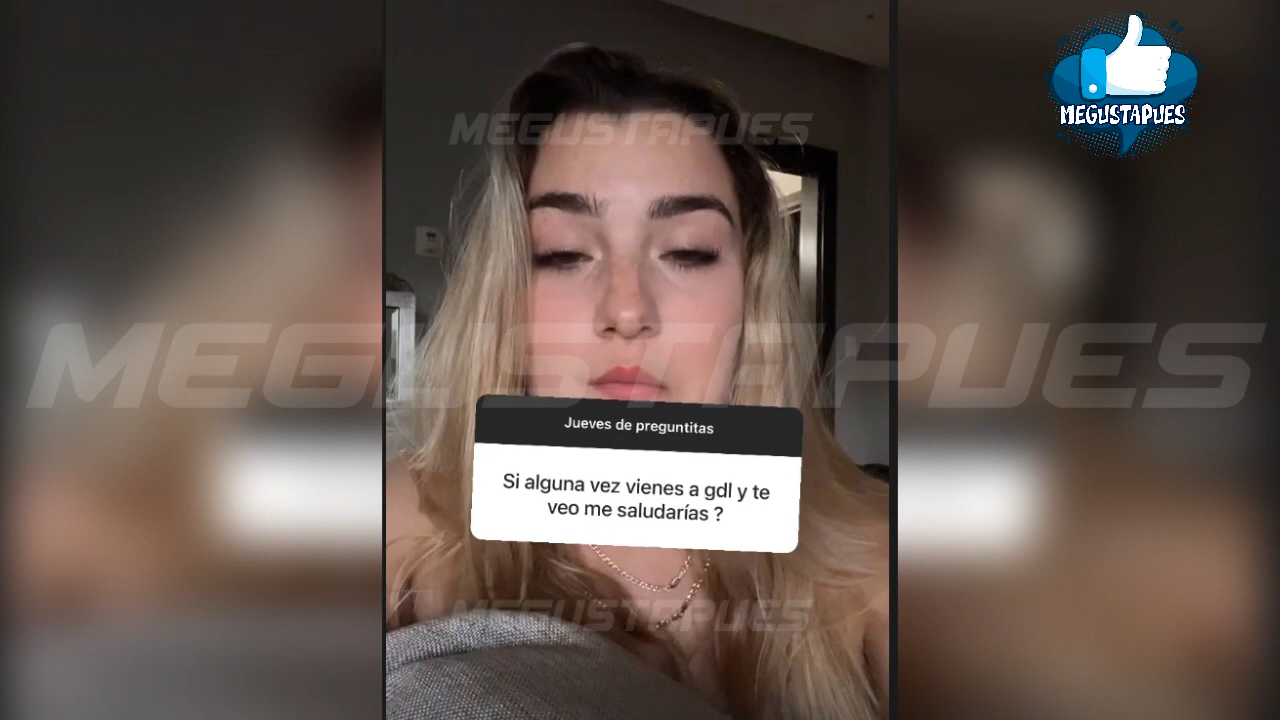 MEGUSTAPUES
MEGUSTAPUES
MEGUSTAPUES
Jueves de preguntitas
Si alguna vez vienes a gdl y te
veo me saludarías ?
MEGUSTAPUES